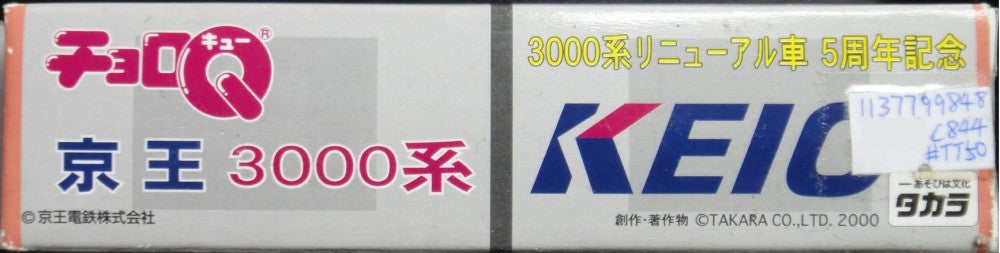 チョロQ®
キュー
京王 3000系
©京王電鉄株式会社
3000系リニューアル車 5周年記念
KEIO
1137799848
C844
#TT50
ーあそびは文化
タカラ
創作・著作物 ©TAKARA CO.,LTD. 2000